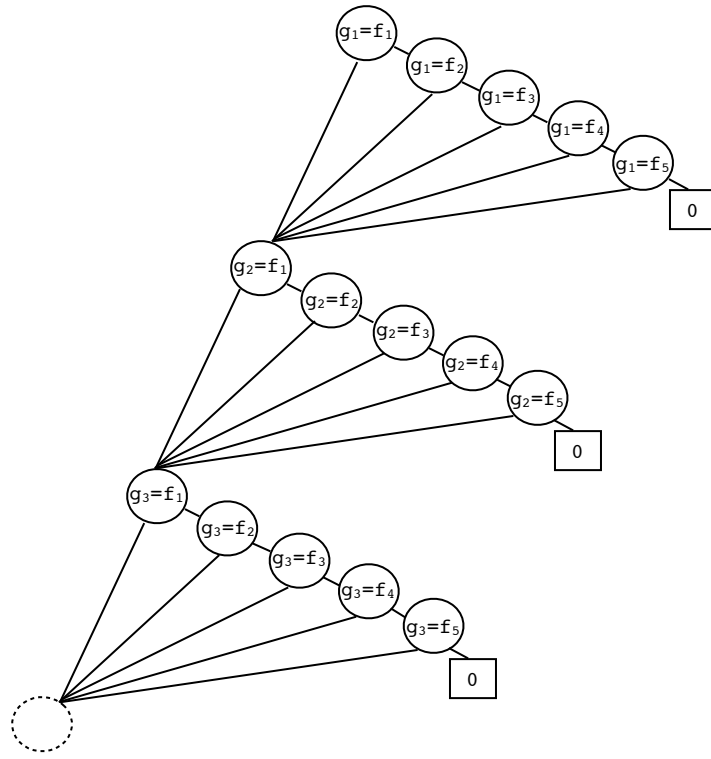 g₁=f₁
g₁=f₂
g₁=f₃
g₁=f₄
g₁=f₅
0
g₂=f₁
g₂=f₂
g₂=f₃
g₂=f₄
g₂=f₅
0
g₃=f₁
g₃=f₂
g₃=f₃
g₃=f₄
g₃=f₅
0